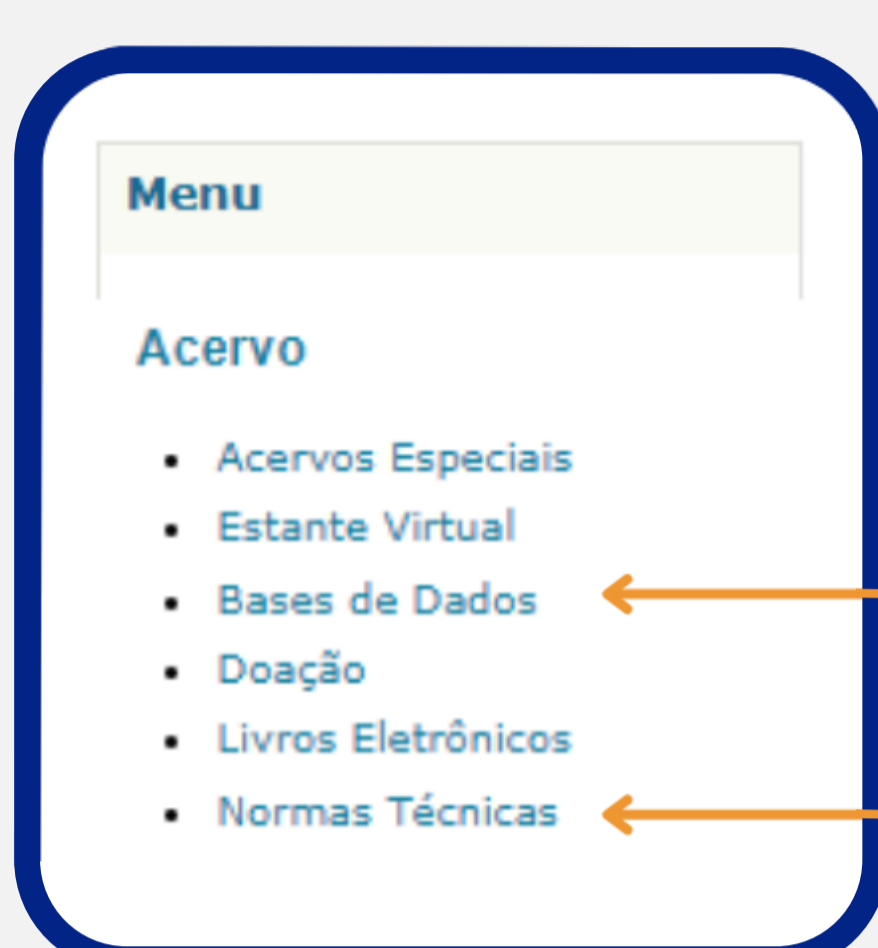 Menu
Acervo
Acervos Especiais
Estante Virtual
Bases de Dados
Doação
Livros Eletrônicos
Normas Técnicas